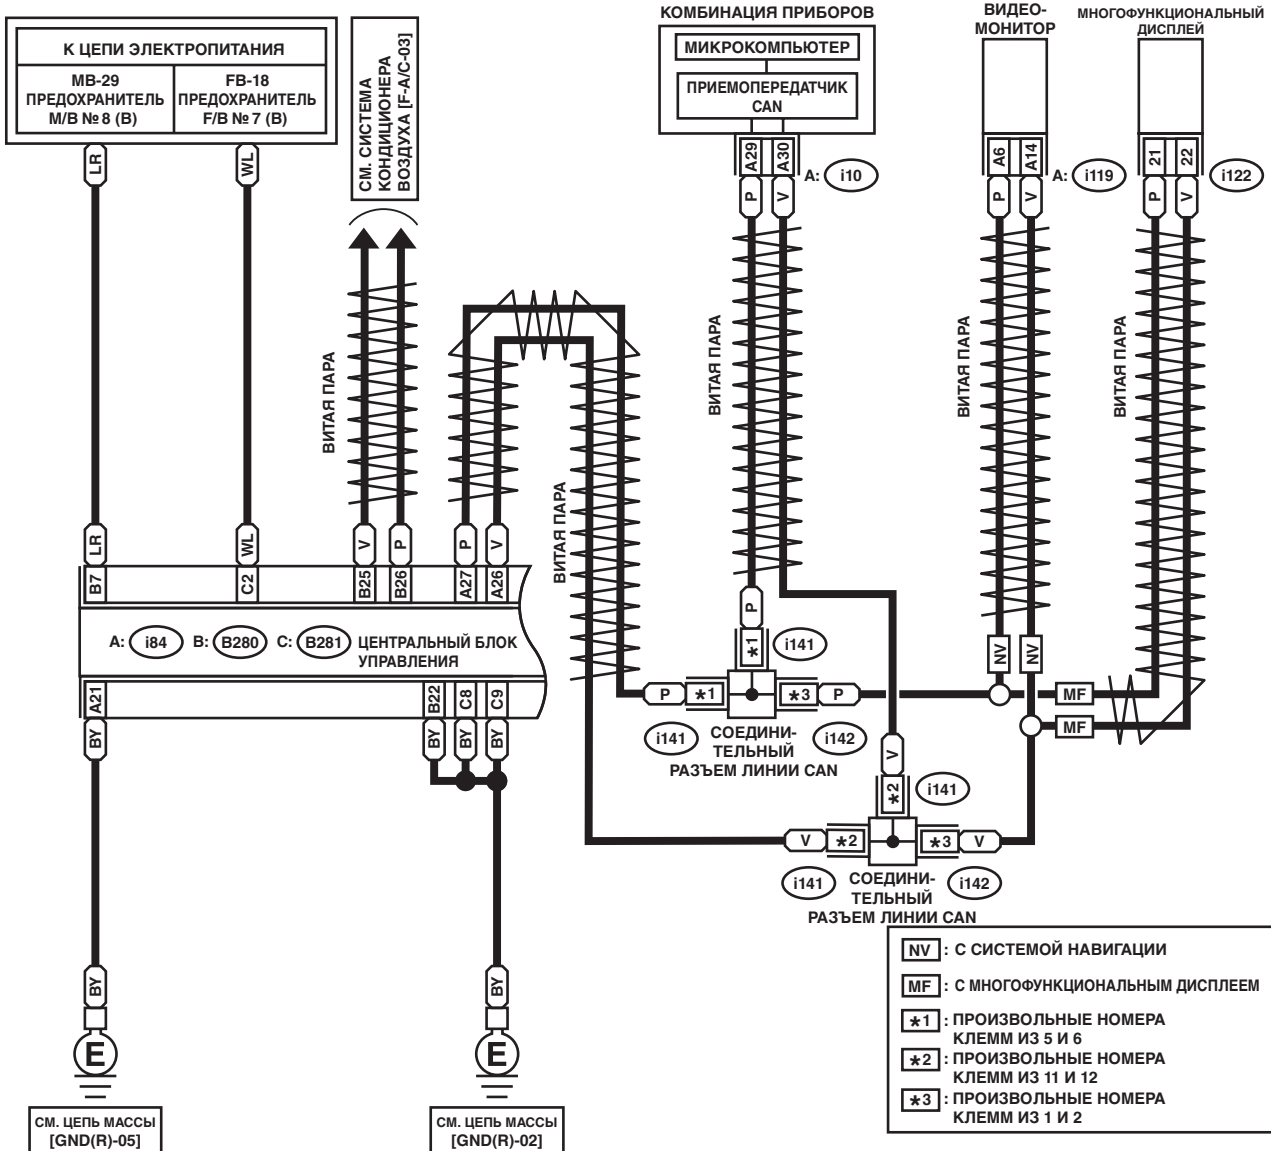 К ЦЕПИ ЭЛЕКТРОПИТАНИЯ
MB-29
ПРЕДОХРАНИТЕЛЬ
M/B № 8 (B)
FB-18
ПРЕДОХРАНИТЕЛЬ
F/B № 7 (B)
СМ. СИСТЕМА
КОНДИЦИОНЕРА
ВОЗДУХА [F-A/C-03]
КОМБИНАЦИЯ ПРИБОРОВ
МИКРОКОМПЬЮТЕР
ПРИЕМОПЕРЕДАТЧИК
CAN
ВИДЕО-
МОНИТОР
МНОГОФУНКЦИОНАЛЬНЫЙ
ДИСПЛЕЙ
LR
WL
A29
A30
A: i10
A6
A14
A: i119
21
22
i122
P
V
P
V
P
V
ВИТАЯ ПАРА
ВИТАЯ ПАРА
ВИТАЯ ПАРА
ВИТАЯ ПАРА
ВИТАЯ ПАРА
LR
WL
V
P
P
V
B7
C2
B25
B26
A27
A26
A: i84 B: B280 C: B281 ЦЕНТРАЛЬНЫЙ БЛОК
УПРАВЛЕНИЯ
A21
B22
C8
C9
BY
BY
BY
BY
P
*1
i141
NV
NV
P
*1
*3
P
MF
i141
СОЕДИНИ-
ТЕЛЬНЫЙ
РАЗЪЕМ ЛИНИИ CAN
i142
MF
V
*2
i141
V
*2
*3
V
i141
СОЕДИНИ-
ТЕЛЬНЫЙ
РАЗЪЕМ ЛИНИИ CAN
i142
BY
BY
E
E
СМ. ЦЕПЬ МАССЫ
[GND(R)-05]
СМ. ЦЕПЬ МАССЫ
[GND(R)-02]
NV : С СИСТЕМОЙ НАВИГАЦИИ
MF : С МНОГОФУНКЦИОНАЛЬНЫМ ДИСПЛЕЕМ
*1 : ПРОИЗВОЛЬНЫЕ НОМЕРА
КЛЕММ ИЗ 5 И 6
*2 : ПРОИЗВОЛЬНЫЕ НОМЕРА
КЛЕММ ИЗ 11 И 12
*3 : ПРОИЗВОЛЬНЫЕ НОМЕРА
КЛЕММ ИЗ 1 И 2